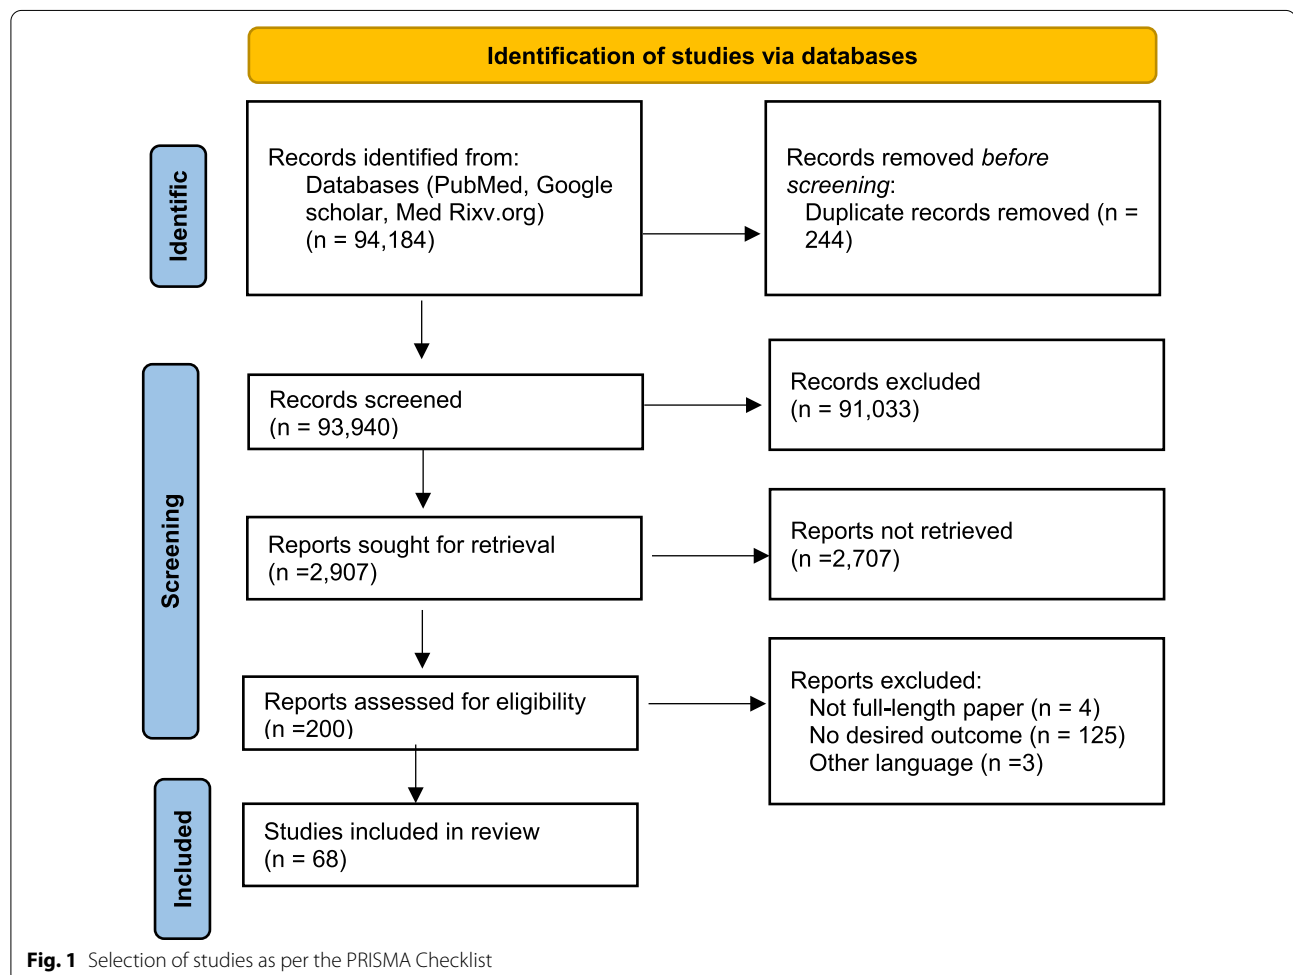 Identification of studies via databases
Identific
Records identified from:
Databases (PubMed, Google
scholar, Med Rixv.org)
(n = 94,184)
Records removed before
screening:
Duplicate records removed (n =
244)
Screening
Records screened
(n = 93,940)
Records excluded
(n = 91,033)
Reports sought for retrieval
(n =2,907)
Reports not retrieved
(n =2,707)
Reports assessed for eligibility
(n =200)
Reports excluded:
Not full-length paper (n = 4)
No desired outcome (n = 125)
Other language (n =3)
Included
Studies included in review
(n = 68)
Fig. 1 Selection of studies as per the PRISMA Checklist